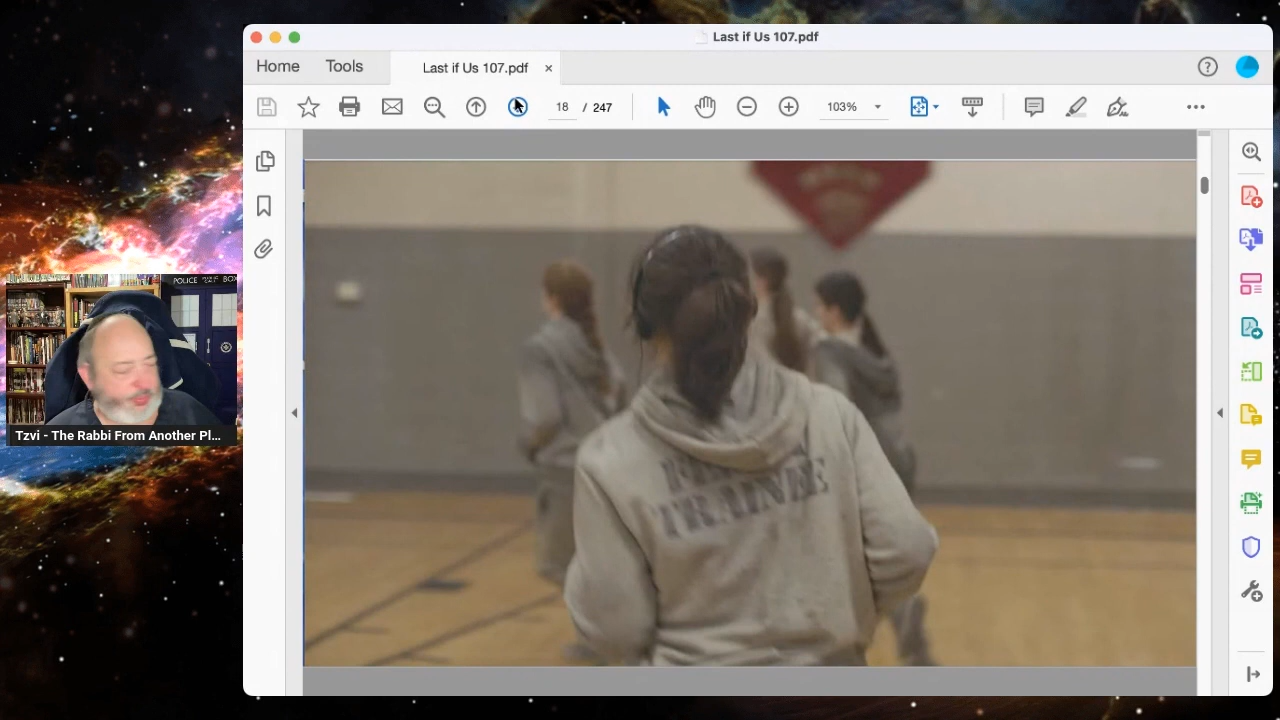 Last if Us 107.pdf
Home Tools Last if Us 107.pdf ×
18 / 247 103%
POLICE BOX
TRAINEE
Tzvi - The Rabbi From Another Pl...